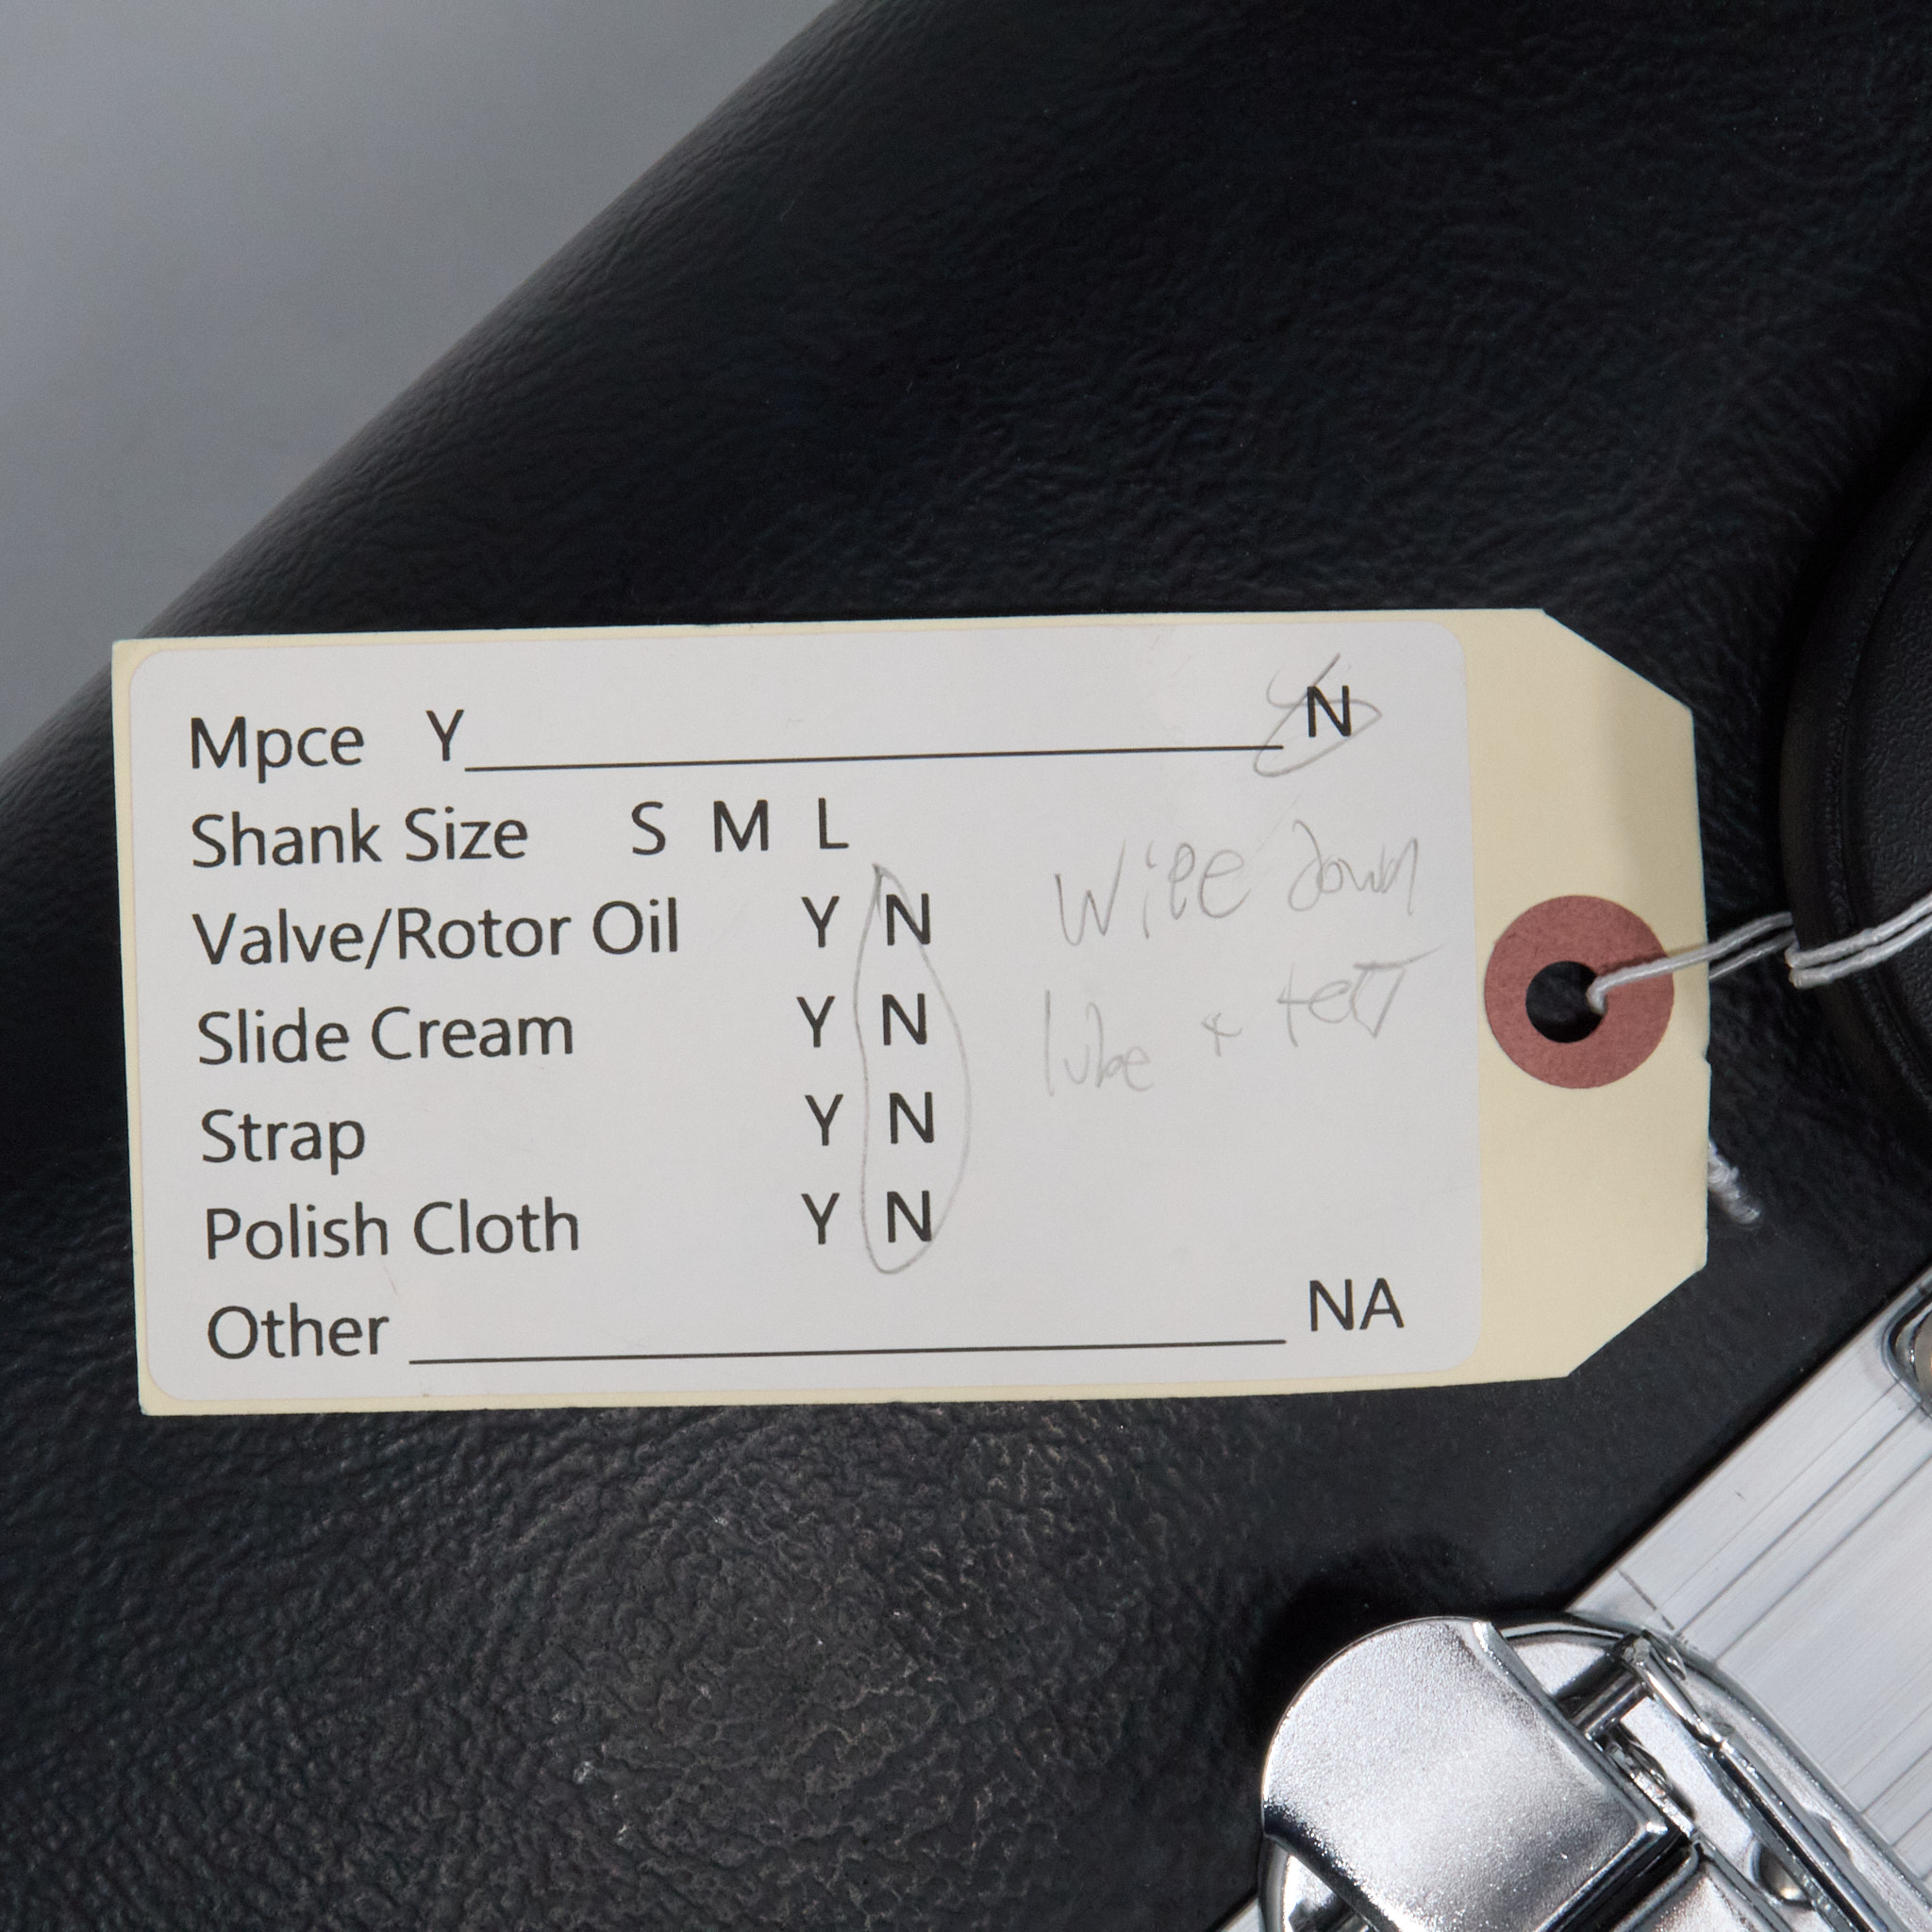 Mpce Y N
Shank Size S M L
Valve/Rotor Oil Y N
Slide Cream Y N
Strap Y N
Polish Cloth Y N
Other NA
Wipe down
lube + test